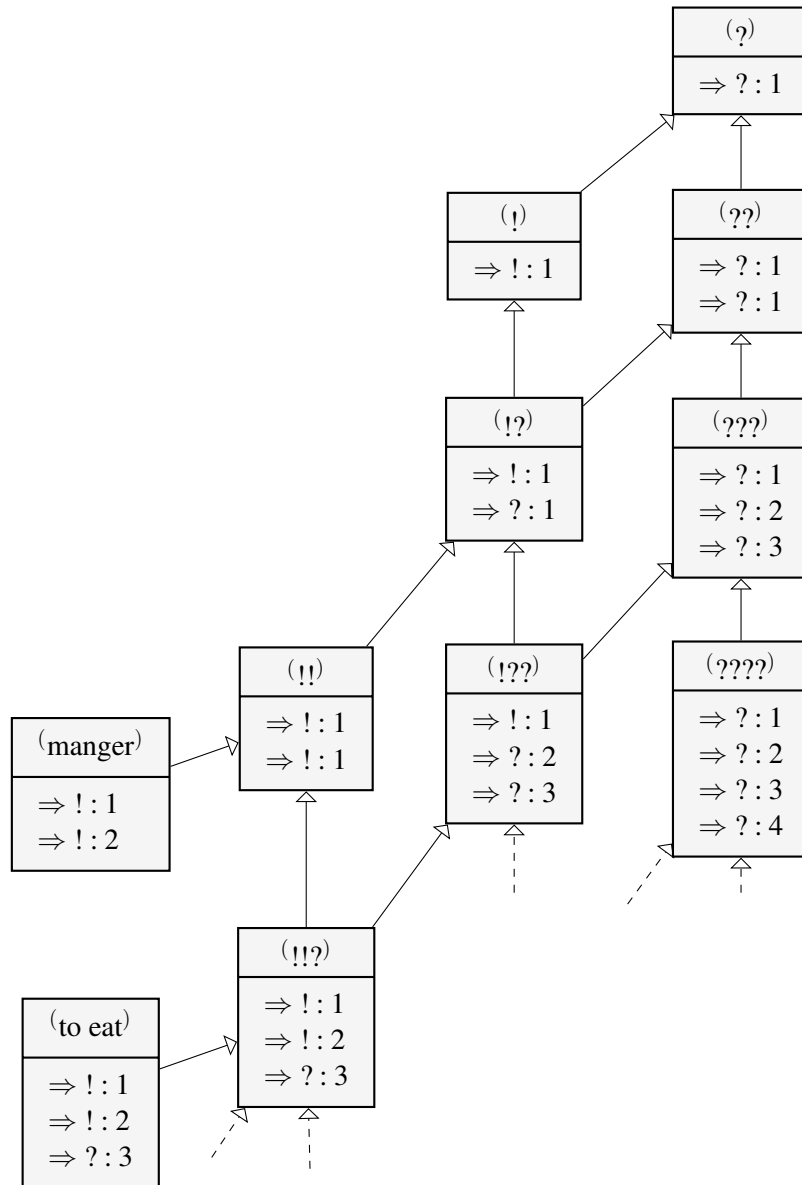 (?)
⇒ ? : 1
(!)
⇒ ! : 1
(??)
⇒ ? : 1
⇒ ? : 1
(!?)
⇒ ! : 1
⇒ ? : 1
(???)
⇒ ? : 1
⇒ ? : 2
⇒ ? : 3
(!!)
⇒ ! : 1
⇒ ! : 1
(!??)
⇒ ! : 1
⇒ ? : 2
⇒ ? : 3
(????)
⇒ ? : 1
⇒ ? : 2
⇒ ? : 3
⇒ ? : 4
(manger)
⇒ ! : 1
⇒ ! : 2
(!!?)
⇒ ! : 1
⇒ ! : 2
⇒ ? : 3
(to eat)
⇒ ! : 1
⇒ ! : 2
⇒ ? : 3